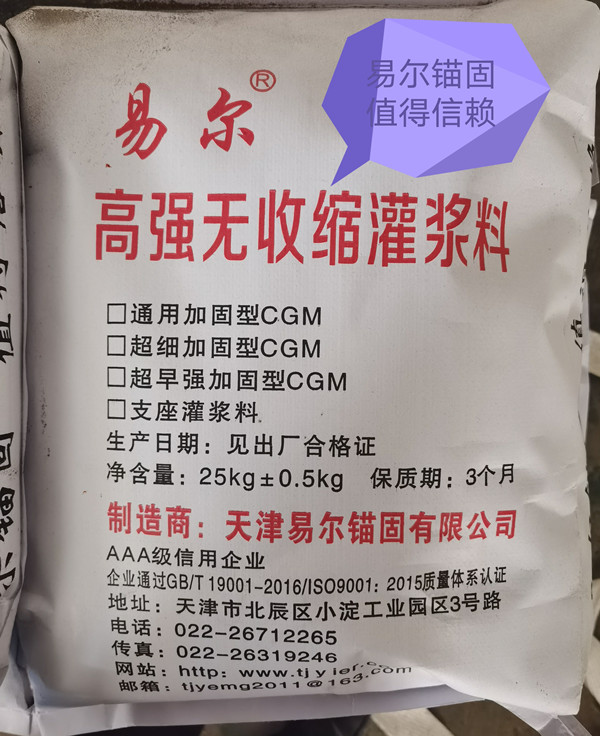 易尔®
易尔锚固
值得信赖
高强无收缩灌浆料
□通用加固型CGM
□超细加固型CGM
□超早强加固型CGM
□支座灌浆料
生产日期：见出厂合格证
净含量：25kg±0.5kg 保质期：3个月
制造商：天津易尔锚固有限公司
AAA级信用企业
企业通过GB/T 19001-2016/ISO9001：2015质量体系认证
地址：天津市北辰区小淀工业园区3号路
电话：022-26712265
传真：022-26319246
网站：http: www.tjyier.com
邮箱：tjyemg2011@163.com